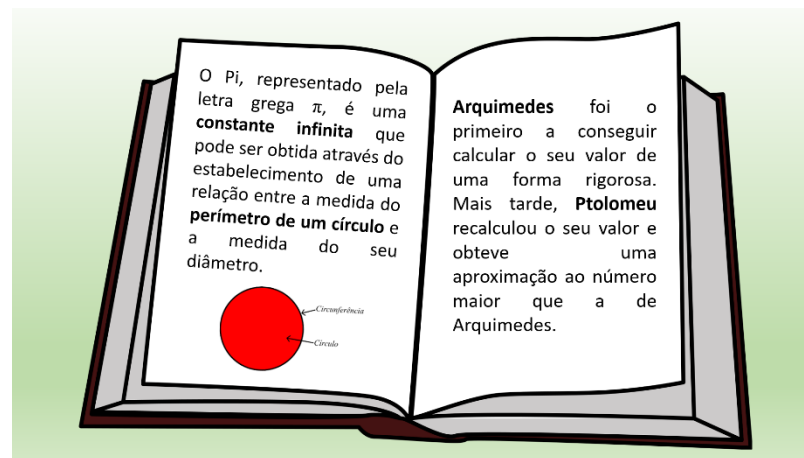 O Pi, representado pela
letra grega π, é uma
constante infinita que
pode ser obtida através do
estabelecimento de uma
relação entre a medida do
perímetro de um círculo e
a medida do seu
diâmetro.
Circunferência
Círculo
Arquimedes foi o
primeiro a conseguir
calcular o seu valor de
uma forma rigorosa.
Mais tarde, Ptolomeu
recalculou o seu valor e
obteve uma
aproximação ao número
maior que a de
Arquimedes.